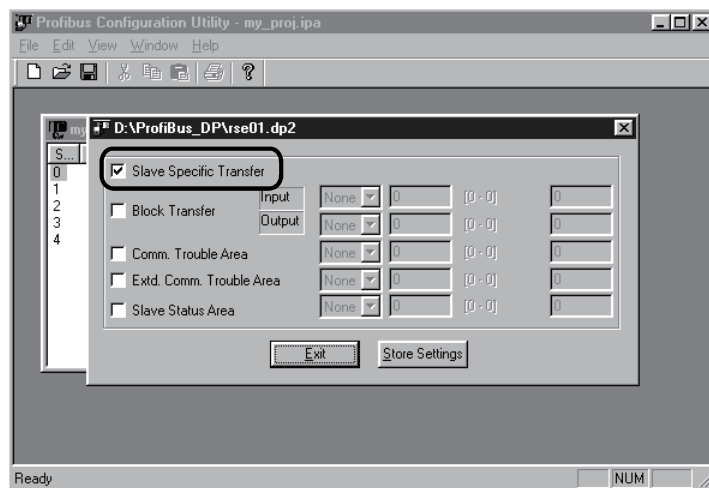 Profibus Configuration Utility - my_proj.ipa
File Edit View Window Help
my
D:\ProfiBus_DP\rse01.dp2
S...
0
1
2
3
4
Slave Specific Transfer
Block Transfer Input None 0 [0 - 0] 0
Output None 0 [0 - 0] 0
Comm. Trouble Area None 0 [0 - 0] 0
Extd. Comm. Trouble Area None 0 [0 - 0] 0
Slave Status Area None 0 [0 - 0] 0
Exit Store Settings
Ready NUM